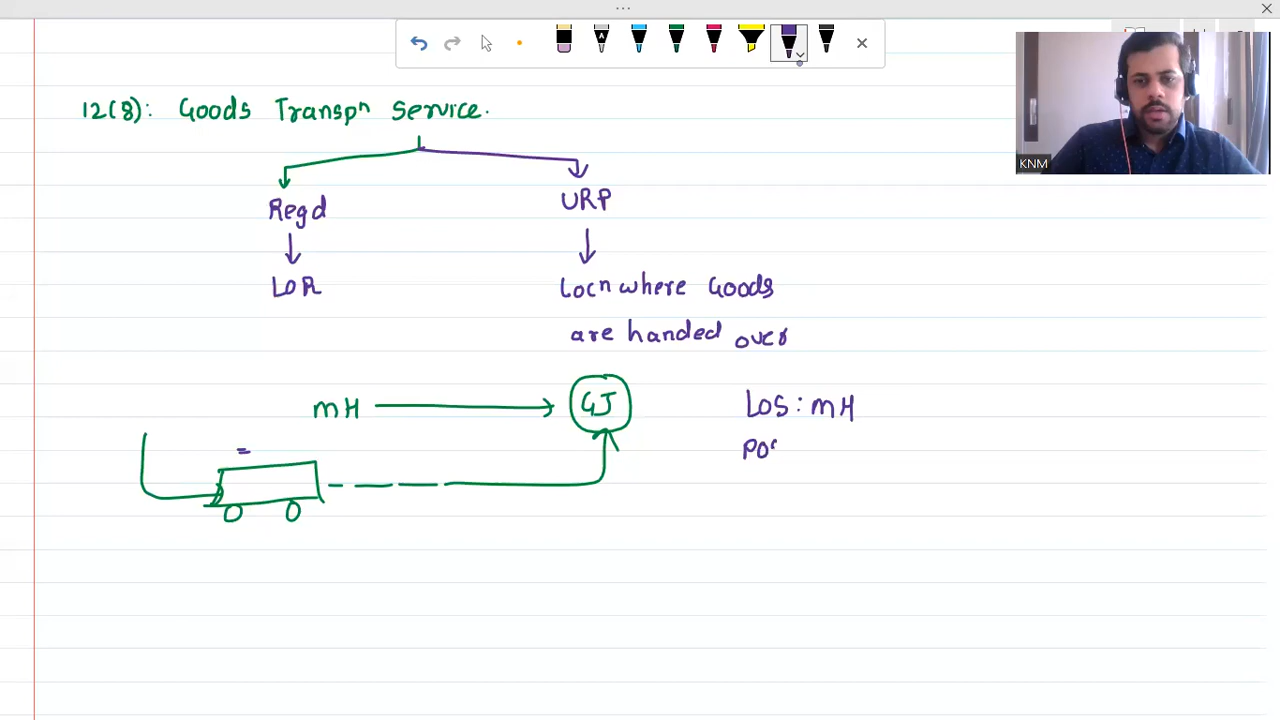 12(8): Goods Transpn Service.
Regd
URP
LOR
Locn where Goods
are handed over
MH
GJ
LOS: MH
POS
KNM